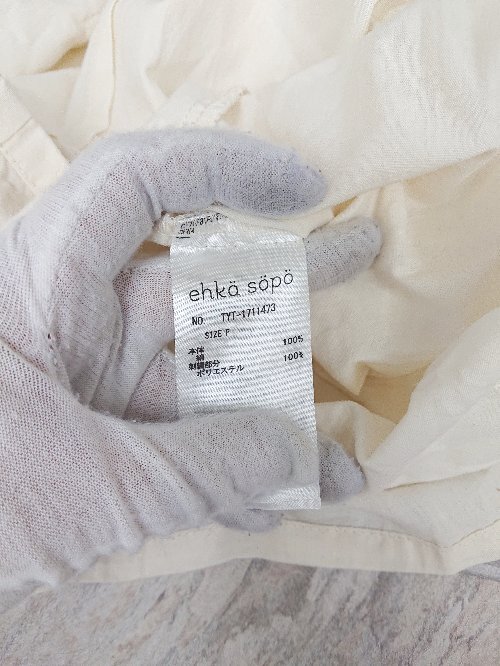 ehkä söpö
NO. TYT-1711473
SIZE F
本体
綿 100%
刺繍部分
ポリエステル 100%